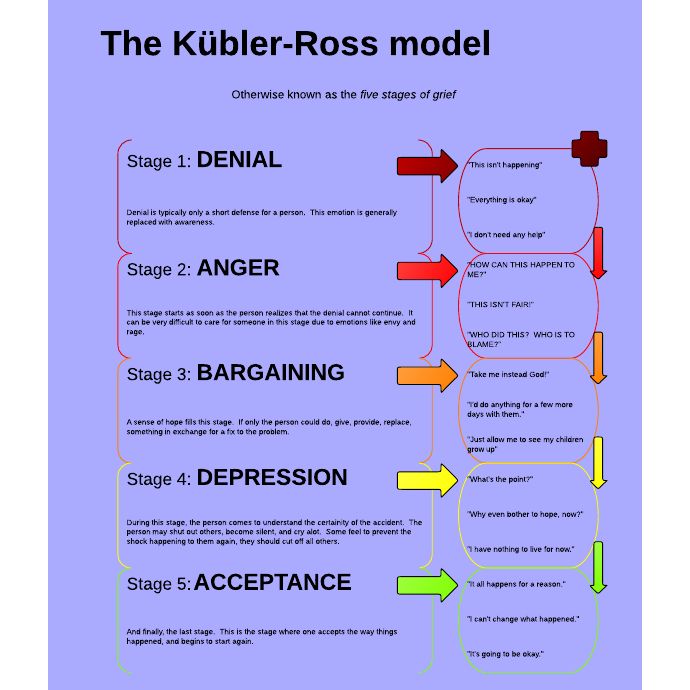 The Kübler-Ross model
Otherwise known as the five stages of grief
Stage 1: DENIAL
Denial is typically only a short defense for a person. This emotion is generally
replaced with awareness.
"This isn't happening"
"Everything is okay"
"I don't need any help"
Stage 2: ANGER
This stage starts as soon as the person realizes that the denial cannot continue. It
can be very difficult to care for someone in this stage due to emotions like envy and
rage.
"HOW CAN THIS HAPPEN TO
ME?"
"THIS ISN'T FAIR!"
"WHO DID THIS? WHO IS TO
BLAME?"
Stage 3: BARGAINING
A sense of hope fills this stage. If only the person could do, give, provide, replace,
something in exchange for a fix to the problem.
"Take me instead God!"
"I'd do anything for a few more
days with them."
"Just allow me to see my children
grow up"
Stage 4: DEPRESSION
During this stage, the person comes to understand the certainity of the accident. The
person may shut out others, become silent, and cry alot. Some feel to prevent the
shock happening to them again, they should cut off all others.
"What's the point?"
"Why even bother to hope, now?"
"I have nothing to live for now."
Stage 5: ACCEPTANCE
And finally, the last stage. This is the stage where one accepts the way things
happened, and begins to start again.
"It all happens for a reason."
"I can't change what happened."
"It's going to be okay."